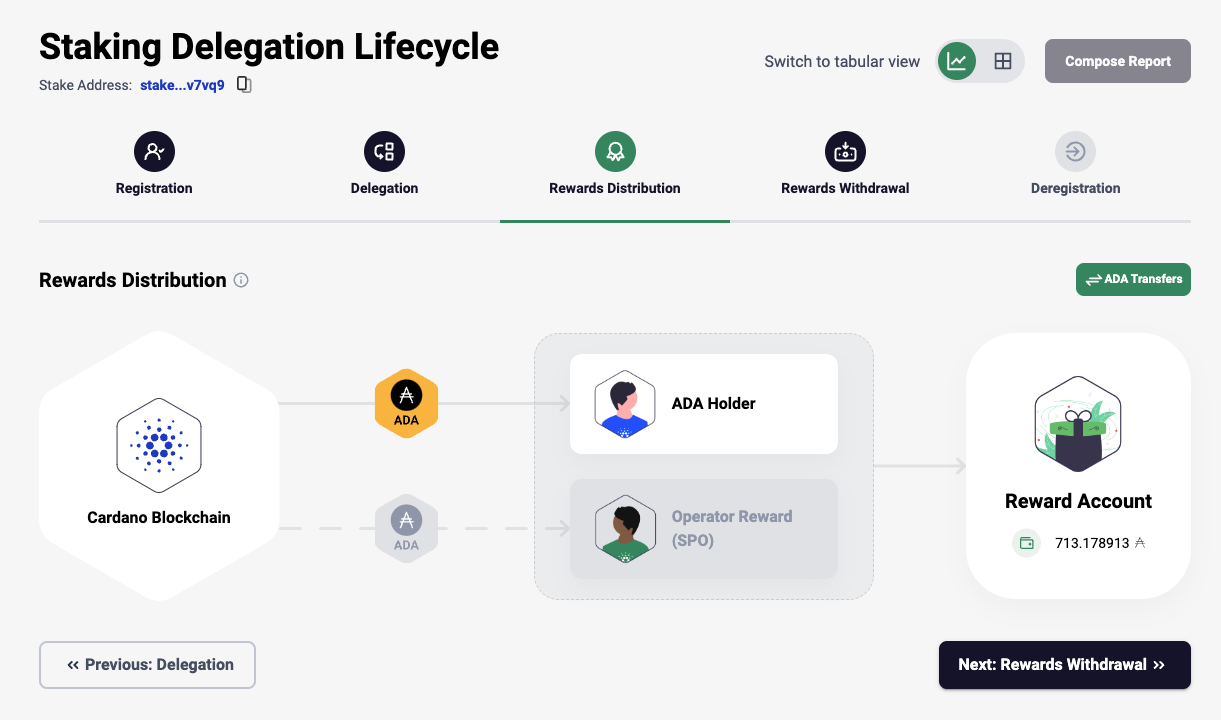 Staking Delegation Lifecycle
Stake Address: stake...v7vq9
Switch to tabular view
Compose Report
Registration
Delegation
Rewards Distribution
Rewards Withdrawal
Deregistration
Rewards Distribution
ADA Transfers
Cardano Blockchain
ADA
ADA
ADA Holder
Operator Reward
(SPO)
Reward Account
713.178913 ₳
« Previous: Delegation
Next: Rewards Withdrawal »